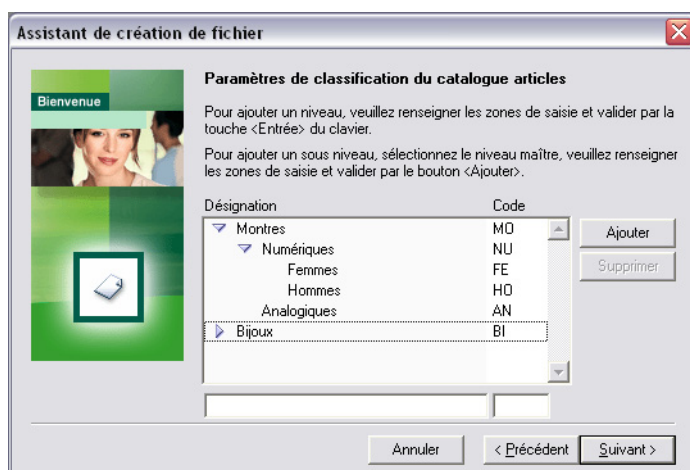 Assistant de création de fichier
Bienvenue
Paramètres de classification du catalogue articles
Pour ajouter un niveau, veuillez renseigner les zones de saisie et valider par la
touche <Entrée> du clavier.
Pour ajouter un sous niveau, sélectionnez le niveau maître, veuillez renseigner
les zones de saisie et valider par le bouton <Ajouter>.
Désignation Code
Montres MO
Numériques NU
Femmes FE
Hommes HO
Analogiques AN
Bijoux BI
Ajouter
Supprimer
Annuler < Précédent Suivant >